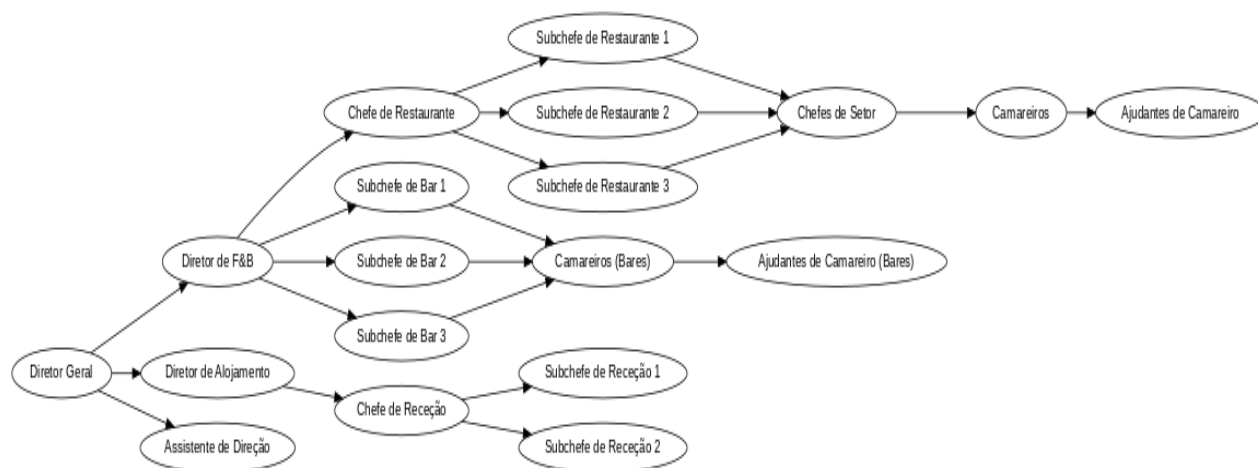 Subchefe de Restaurante 1
Chefe de Restaurante
Subchefe de Restaurante 2
Chefes de Setor
Camareiros
Ajudantes de Camareiro
Subchefe de Bar 1
Subchefe de Restaurante 3
Diretor de F&B
Subchefe de Bar 2
Camareiros (Bares)
Ajudantes de Camareiro (Bares)
Subchefe de Bar 3
Diretor Geral
Diretor de Alojamento
Subchefe de Receção 1
Chefe de Receção
Assistente de Direção
Subchefe de Receção 2